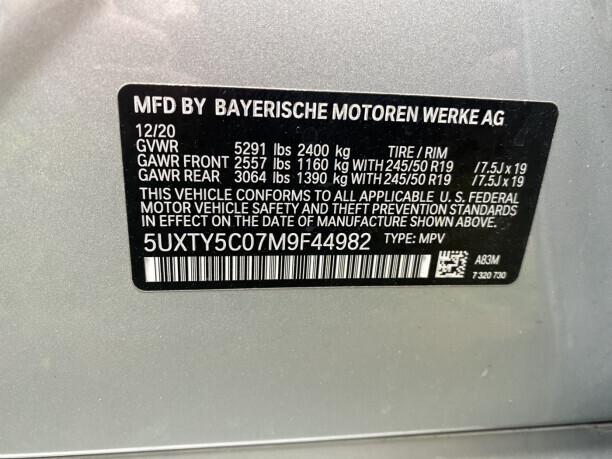 MFD BY BAYERISCHE MOTOREN WERKE AG
12/20
GVWR 5291 lbs 2400 kg TIRE / RIM
GAWR FRONT 2557 lbs 1160 kg WITH 245/50 R19 /7.5J x 19
GAWR REAR 3064 lbs 1390 kg WITH 245/50 R19 /7.5J x 19
THIS VEHICLE CONFORMS TO ALL APPLICABLE U. S. FEDERAL
MOTOR VEHICLE SAFETY AND THEFT PREVENTION STANDARDS
IN EFFECT ON THE DATE OF MANUFACTURE SHOWN ABOVE.
5UXTY5C07M9F44982 TYPE: MPV
A83M
7 320 730